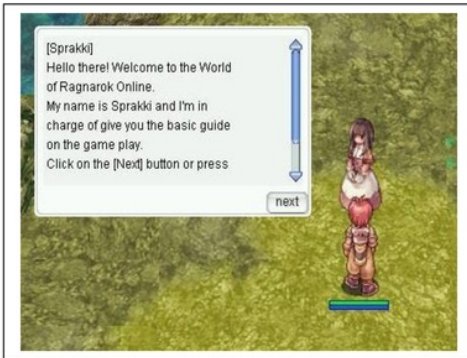 [Sprakki]
Hello there! Welcome to the World
of Ragnarok Online.
My name is Sprakki and I'm in
charge of give you the basic guide
on the game play.
Click on the [Next] button or press
next